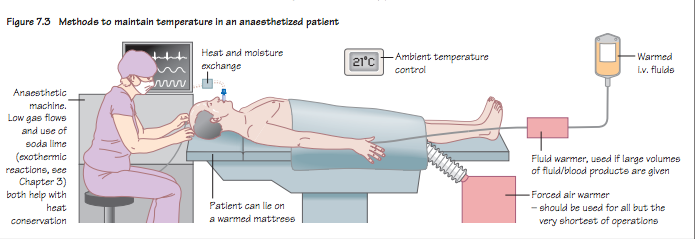 Figure 7.3 Methods to maintain temperature in an anaesthetized patient
Heat and moisture
exchange
21°C
Ambient temperature
control
Warmed
i.v. fluids
Anaesthetic
machine.
Low gas flows
and use of
soda lime
(exothermic
reactions, see
Chapter 3)
both help with
heat
conservation
Patient can lie on
a warmed mattress
Fluid warmer, used if large volumes
of fluid/blood products are given
Forced air warmer
– should be used for all but the
very shortest of operations